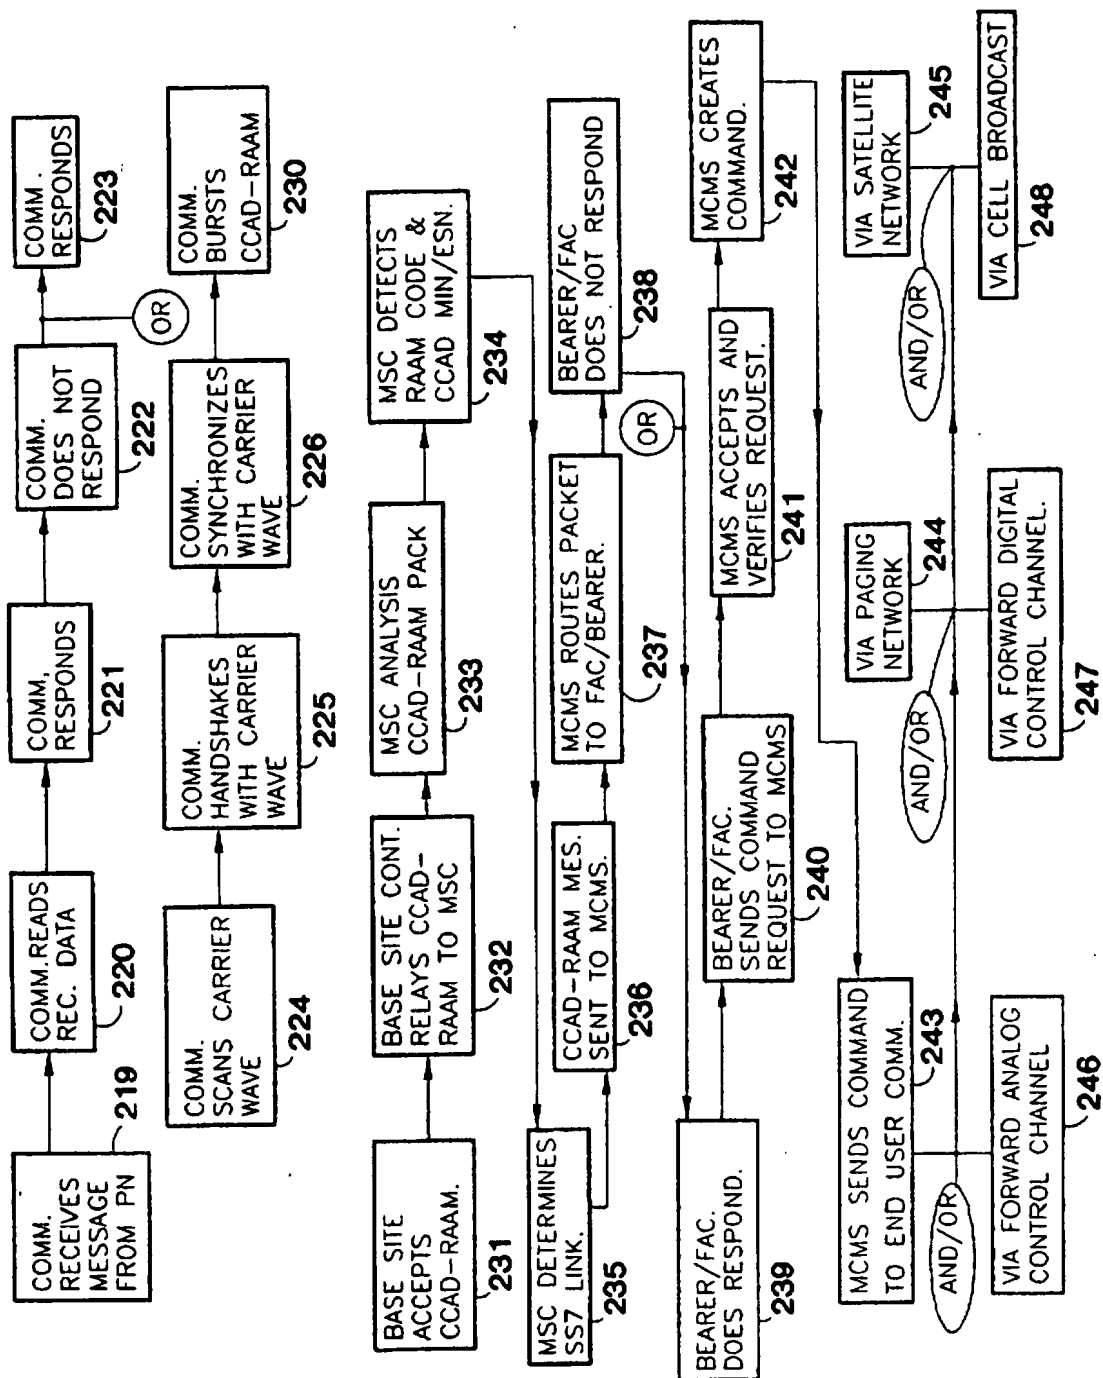 COMM.
RECEIVES
MESSAGE
FROM PN
219
COMM.READS
REC. DATA
220
COMM,
RESPONDS
221
COMM.
DOES NOT
RESPOND
222
OR
COMM.
RESPONDS
223
COMM.
SCANS CARRIER
WAVE
224
COMM.
HANDSHAKES
WITH CARRIER
WAVE
225
COMM.
SYNCHRONIZES
WITH CARRIER
WAVE
226
COMM.
BURSTS
CCAD-RAAM
230
BASE SITE
ACCEPTS
CCAD-RAAM.
231
BASE SITE CONT.
RELAYS CCAD-
RAAM TO MSC
232
MSC ANALYSIS
CCAD-RAAM PACK
233
MSC DETECTS
RAAM CODE &
CCAD MIN/ESN.
234
MSC DETERMINES
SS7 LINK.
235
CCAD-RAAM MES.
SENT TO MCMS.
236
MCMS ROUTES PACKET
TO FAC/BEARER.
237
BEARER/FAC
DOES NOT RESPOND
238
OR
BEARER/FAC.
DOES RESPOND.
239
BEARER/FAC.
SENDS COMMAND
REQUEST TO MCMS
240
MCMS ACCEPTS AND
VERIFIES REQUEST.
241
MCMS CREATES
COMMAND.
242
MCMS SENDS COMMAND
TO END USER COMM.
243
VIA PAGING
NETWORK
244
VIA SATELLITE
NETWORK
245
AND/OR
AND/OR
AND/OR
VIA FORWARD ANALOG
CONTROL CHANNEL
246
VIA FORWARD DIGITAL
CONTROL CHANNEL.
247
VIA CELL BROADCAST
248